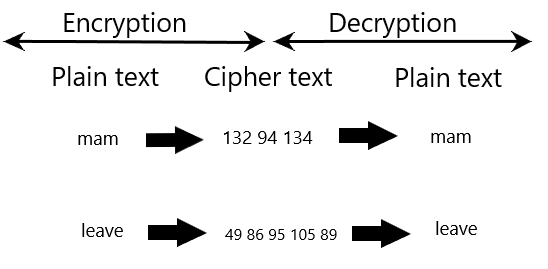 Encryption Decryption
Plain text Cipher text Plain text
mam 132 94 134 mam
leave 49 86 95 105 89 leave